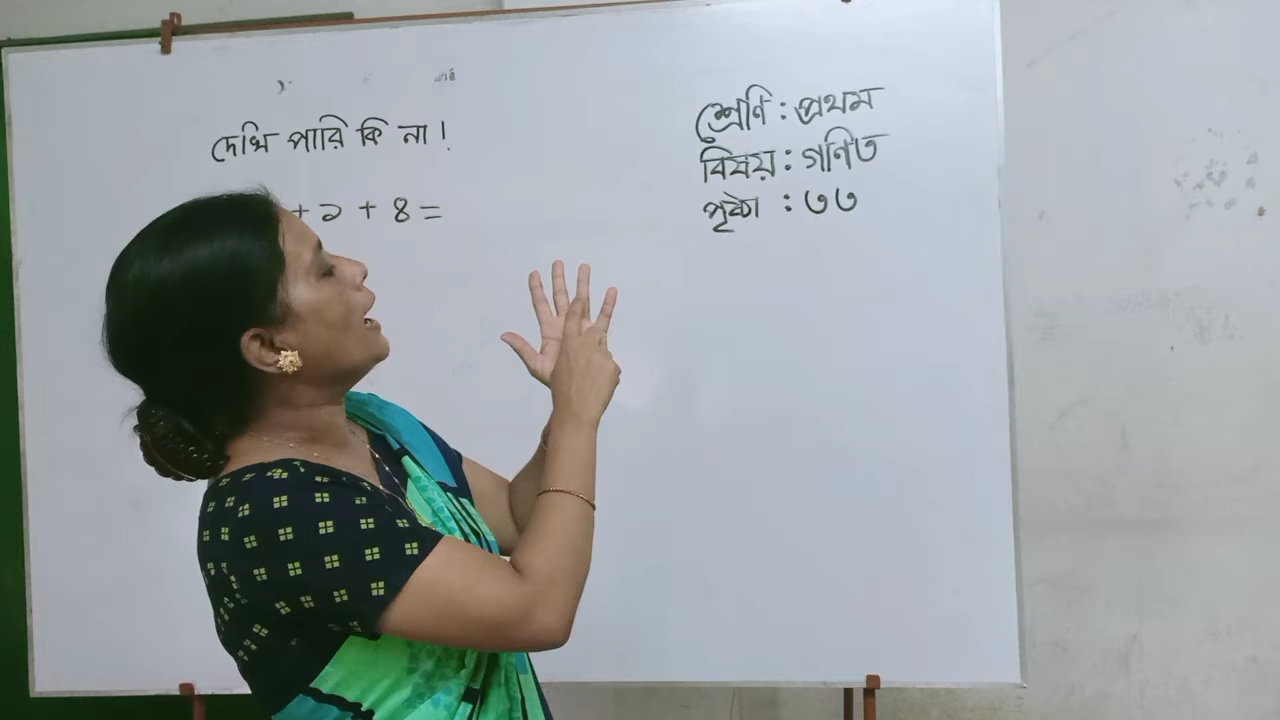 দেখি পারি কি না!
+ ২ + ৪ =
শ্রেণি : প্রথম
বিষয় : গণিত
পৃষ্ঠা : ৩৩